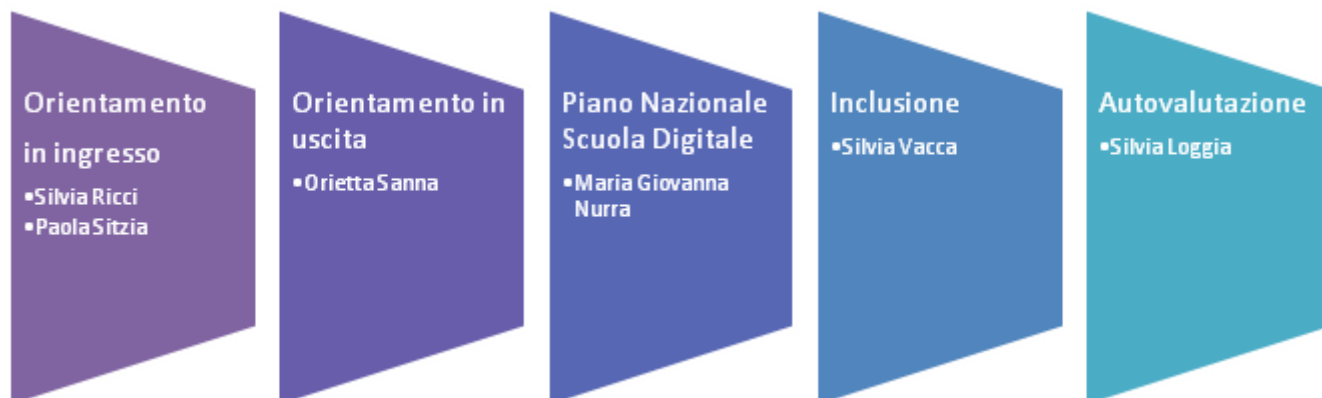 Orientamento
in ingresso
•Silvia Ricci
•Paola Sitzia
Orientamento in
uscita
•Orietta Sanna
Piano Nazionale
Scuola Digitale
•Maria Giovanna
Nurra
Inclusione
•Silvia Vacca
Autovalutazione
•Silvia Loggia